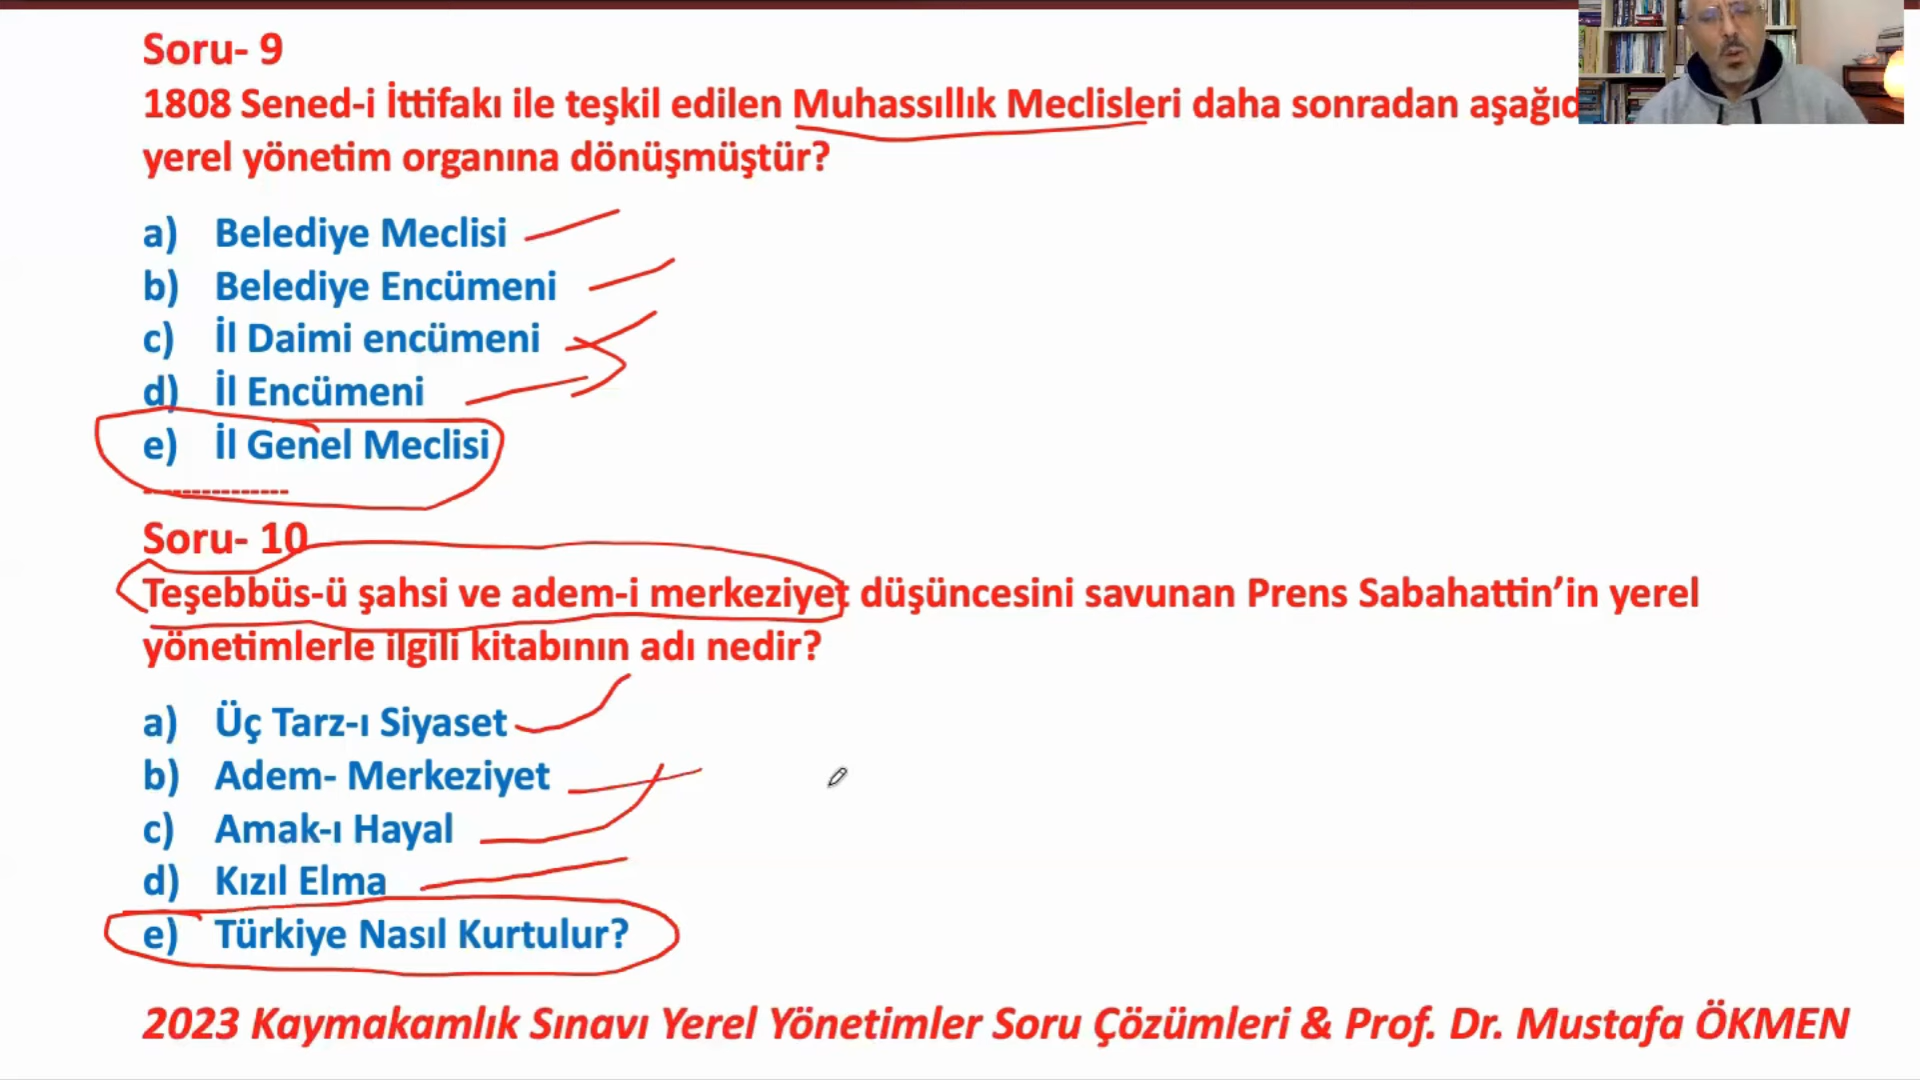 Soru- 9
1808 Sened-i İttifakı ile teşkil edilen Muhassıllık Meclisleri daha sonradan
yerel yönetim organına dönüşmüştür?
a) Belediye Meclisi
b) Belediye Encümeni
c) İl Daimi encümeni
d) İl Encümeni
e) İl Genel Meclisi
---------------
Soru- 10
Teşebbüs-ü şahsi ve adem-i merkeziyet düşüncesini savunan Prens Sabahattin’in yerel
yönetimlerle ilgili kitabının adı nedir?
a) Üç Tarz-ı Siyaset
b) Adem- Merkeziyet
c) Amak-ı Hayal
d) Kızıl Elma
e) Türkiye Nasıl Kurtulur?
2023 Kaymakamlık Sınavı Yerel Yönetimler Soru Çözümleri & Prof. Dr. Mustafa ÖKMEN